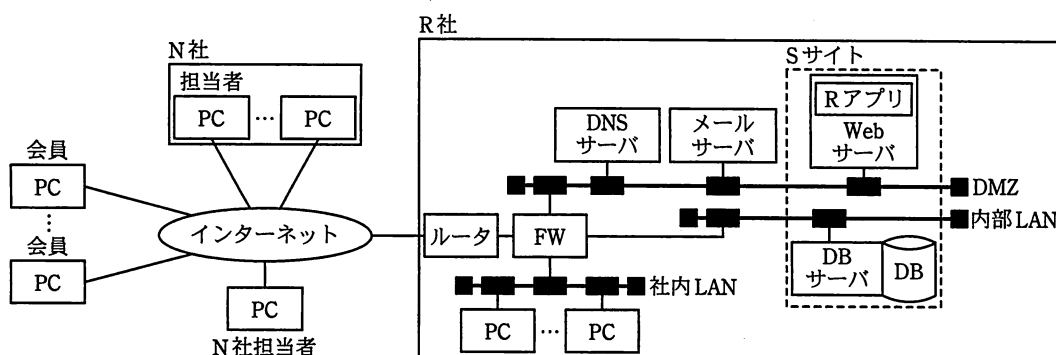 R社
N社
Sサイト
担当者
Rアプリ
PC
…
PC
DNS
サーバ
メール
サーバ
Web
サーバ
会員
PC
DMZ
⋮
インターネット
ルータ
FW
内部LAN
会員
PC
DB
サーバ
DB
社内LAN
PC
N社担当者
PC
…
PC